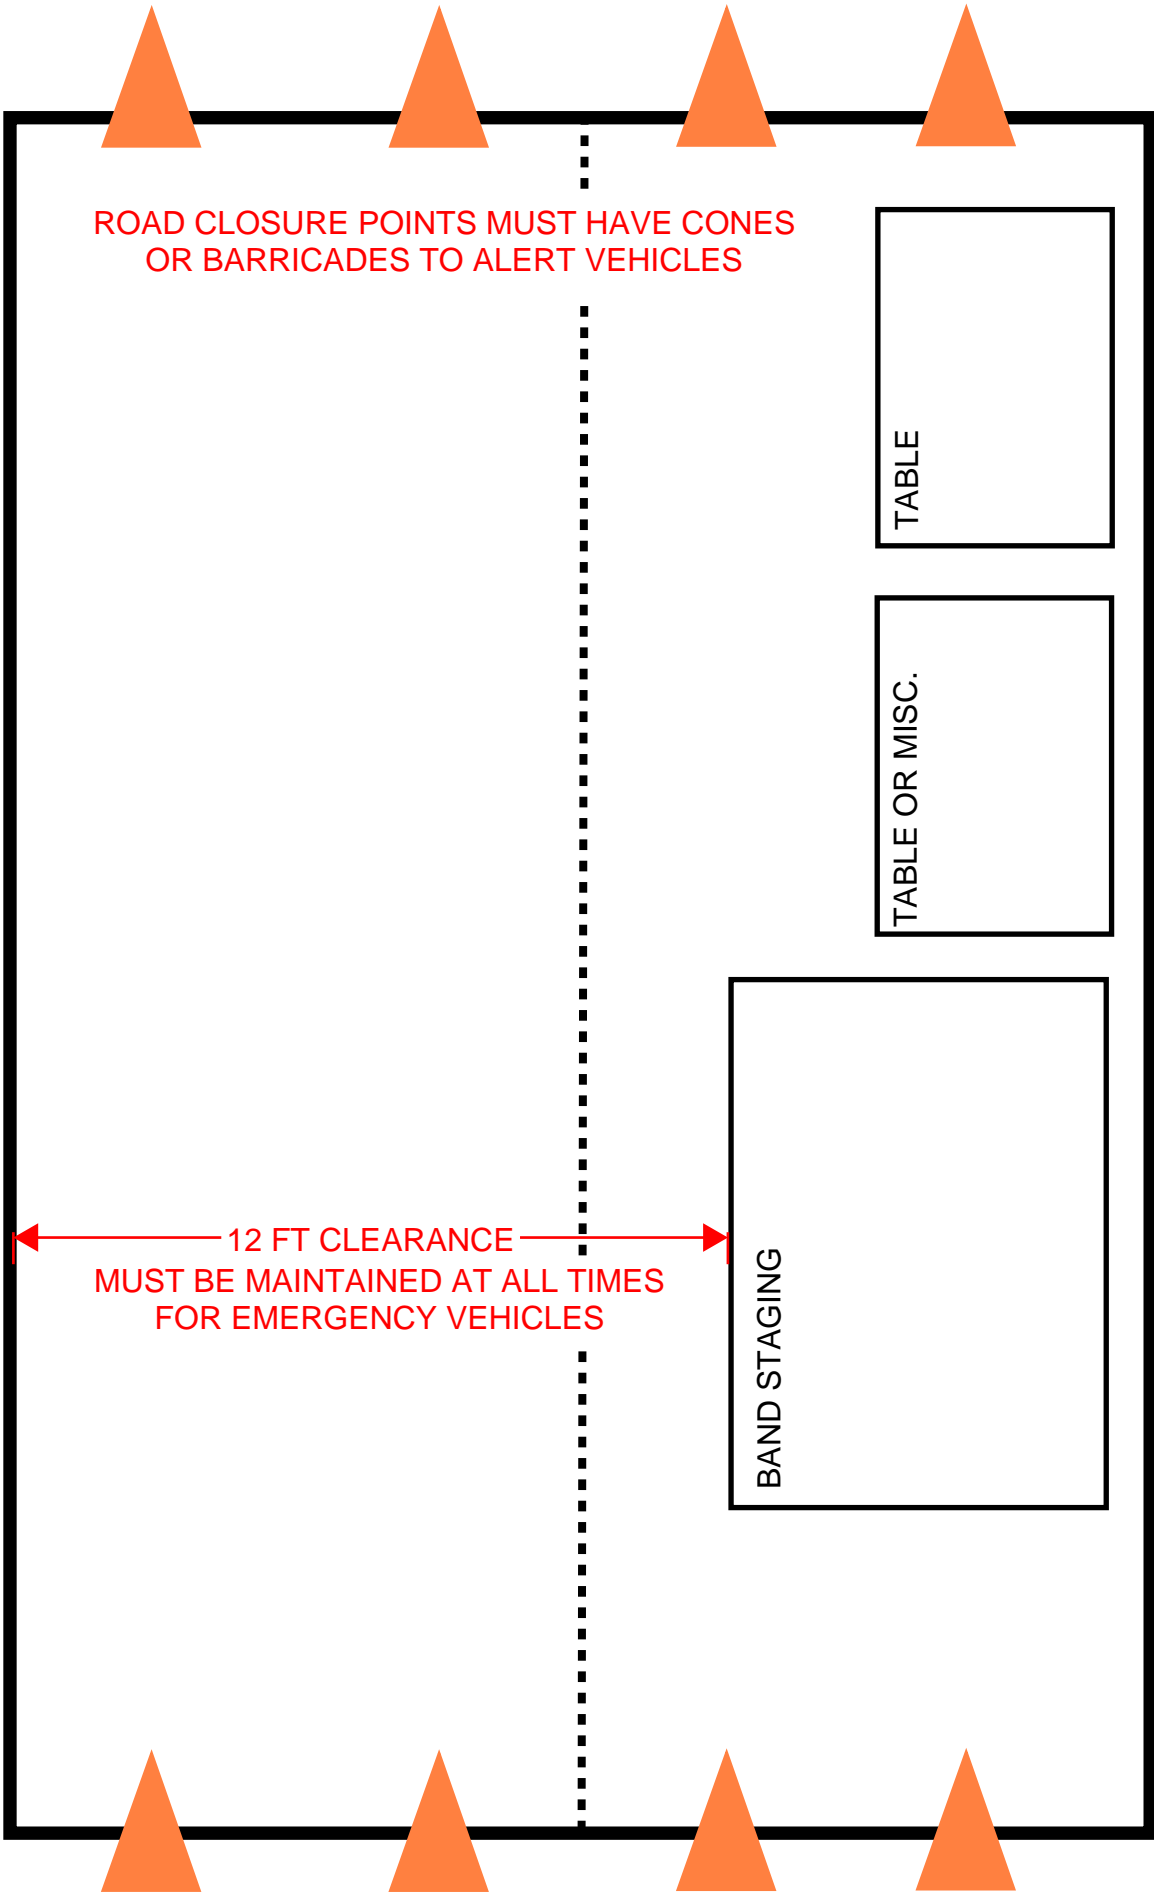 ROAD CLOSURE POINTS MUST HAVE CONES
OR BARRICADES TO ALERT VEHICLES
TABLE
TABLE OR MISC.
12 FT CLEARANCE
MUST BE MAINTAINED AT ALL TIMES
FOR EMERGENCY VEHICLES
BAND STAGING